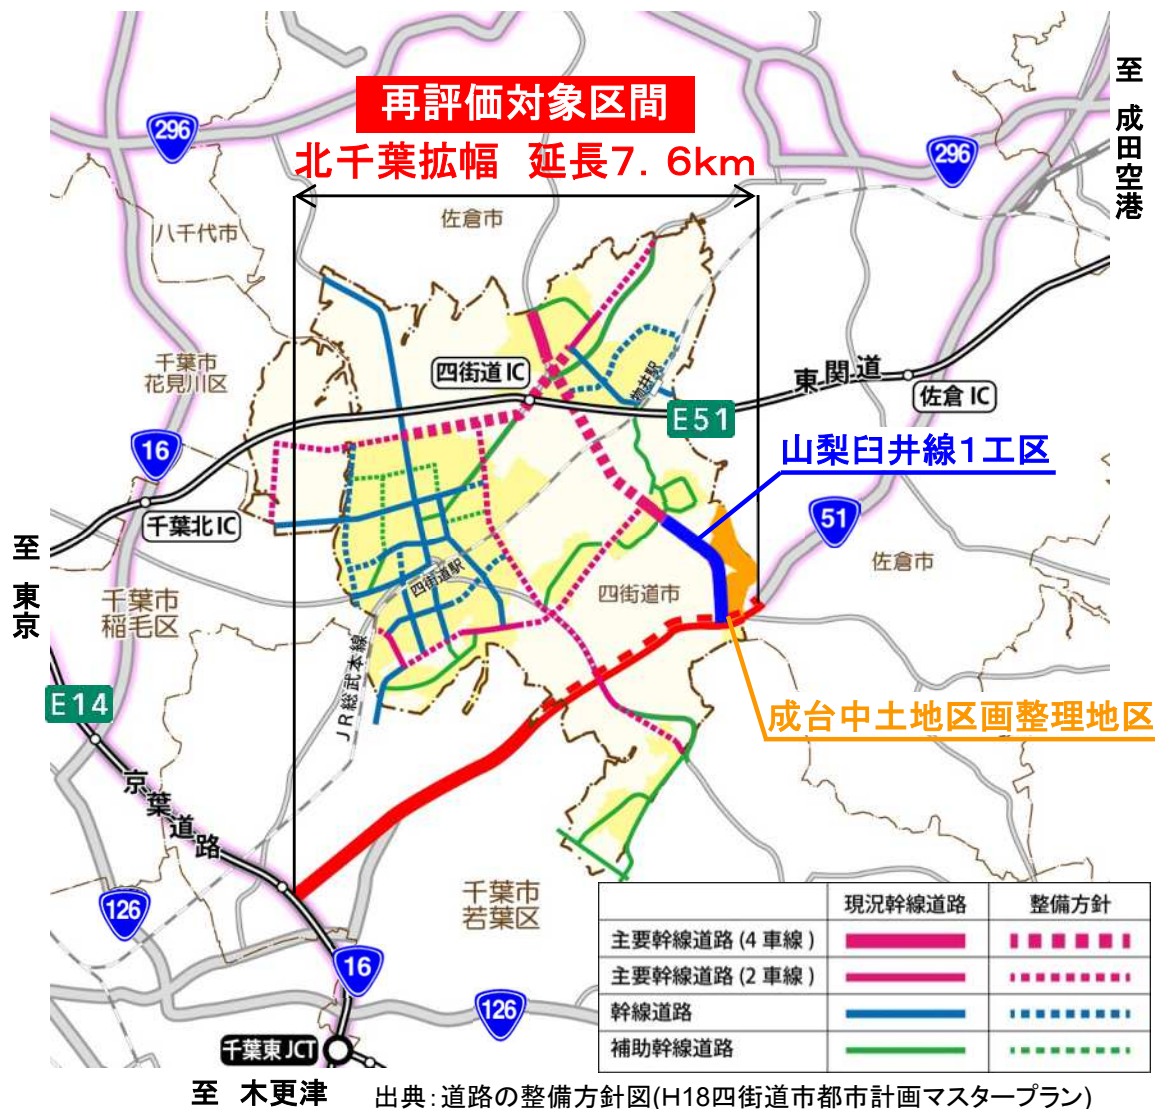 再評価対象区間
北千葉拡幅　延長7．6km
至 成田空港
296
296
佐倉市
八千代市
千葉市
花見川区
四街道IC
物井駅
東関道
佐倉IC
E51
16
山梨臼井線1工区
千葉北IC
51
至 東京
佐倉市
四街道駅
四街道市
千葉市
稲毛区
JR総武本線
E14
成台中土地区画整理地区
京葉道路
千葉市
若葉区
126
16
126
千葉東JCT
現況幹線道路　整備方針
主要幹線道路(4車線)
主要幹線道路(2車線)
幹線道路
補助幹線道路
至 木更津
出典：道路の整備方針図(H18四街道市都市計画マスタープラン)